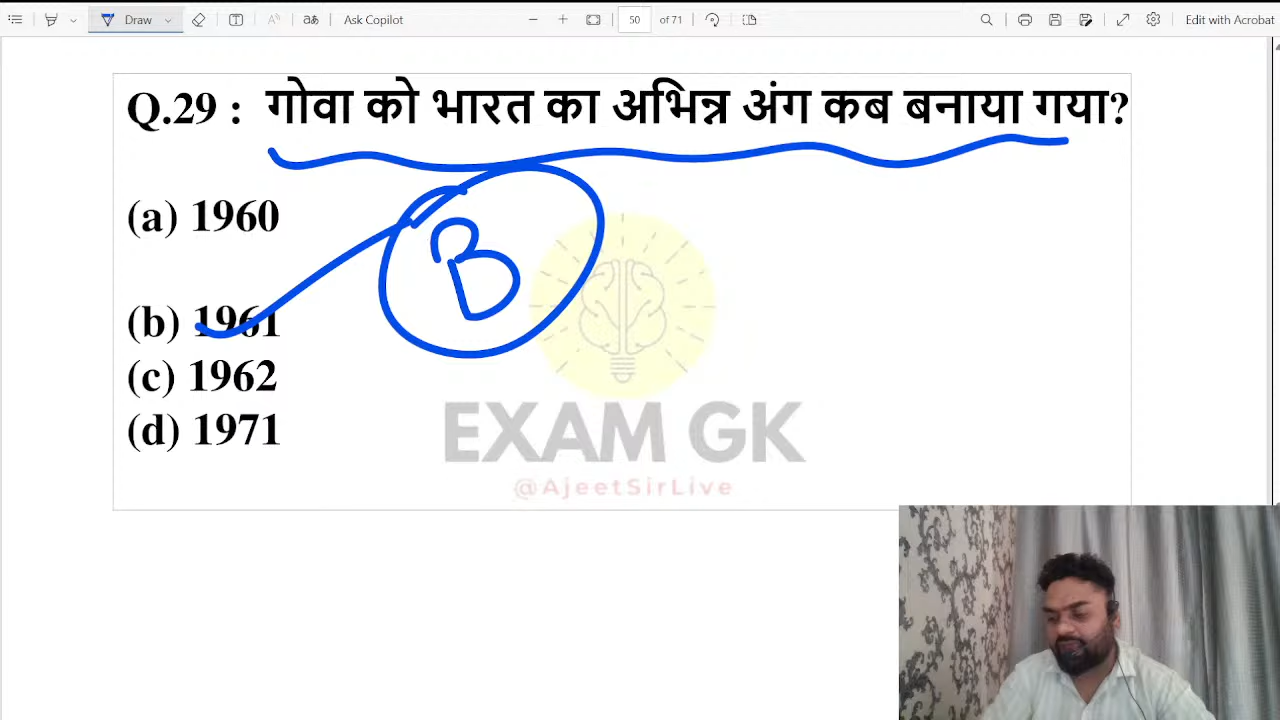 Draw
Ask Copilot
50 of 71
Edit with Acrobat
Q.29 : गोवा को भारत का अभिन्न अंग कब बनाया गया?
(a) 1960
B
(b) 1961
(c) 1962
(d) 1971
EXAM GK
@AjeetSirLive